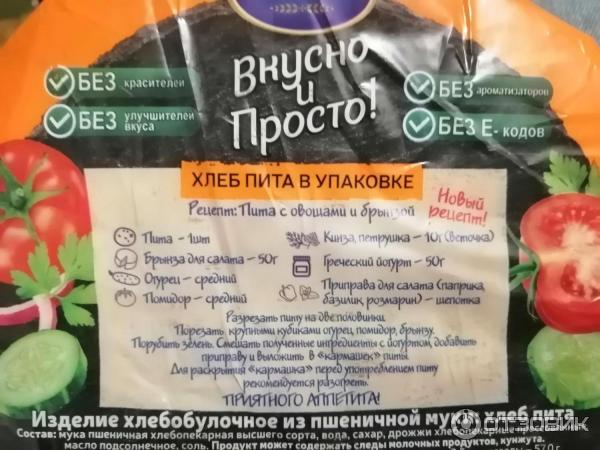 Вкусно
и
Просто!
БЕЗ красителей
БЕЗ улучшителей вкуса
БЕЗ ароматизаторов
БЕЗ Е- кодов
ХЛЕБ ПИТА В УПАКОВКЕ
Рецепт: Пита с овощами и брынзой
Новый рецепт!
Пита - 1шт
Брынза для салата - 50г
Огурец - средний
Помидор - средний
Кинза, петрушка - 10г (веточка)
Греческий йогурт - 50г
Приправа для салата (паприка,
базилик, розмарин) - щепотка
Разрезать питу на две половинки.
Порезать крупными кубиками огурец, помидор, брынзу.
Порубить зелень. Смешать полученные ингредиенты с йогуртом, добавить
приправу и выложить в «кармашек» питы.
Для раскрытия «кармашка» перед употреблением питу
рекомендуется разогреть.
ПРИЯТНОГО АППЕТИТА!
Изделие хлебобулочное из пшеничной муки: хлеб пита
Состав: мука пшеничная хлебопекарная высшего сорта, вода, сахар, дрожжи хлебопекарные прессованные,
масло подсолнечное, соль. Продукт может содержать следы молочных продуктов, кунжута.
570г
ОТЗОВИК